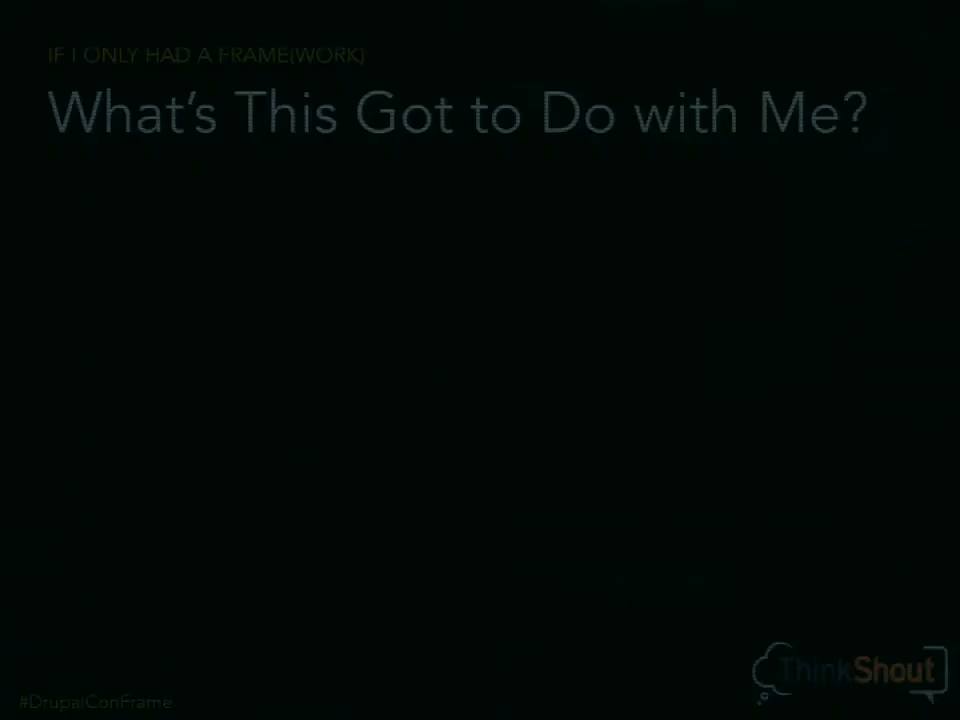 IF I ONLY HAD A FRAME(WORK)
What's This Got to Do with Me?
ThinkShout
#DrupalConFrame